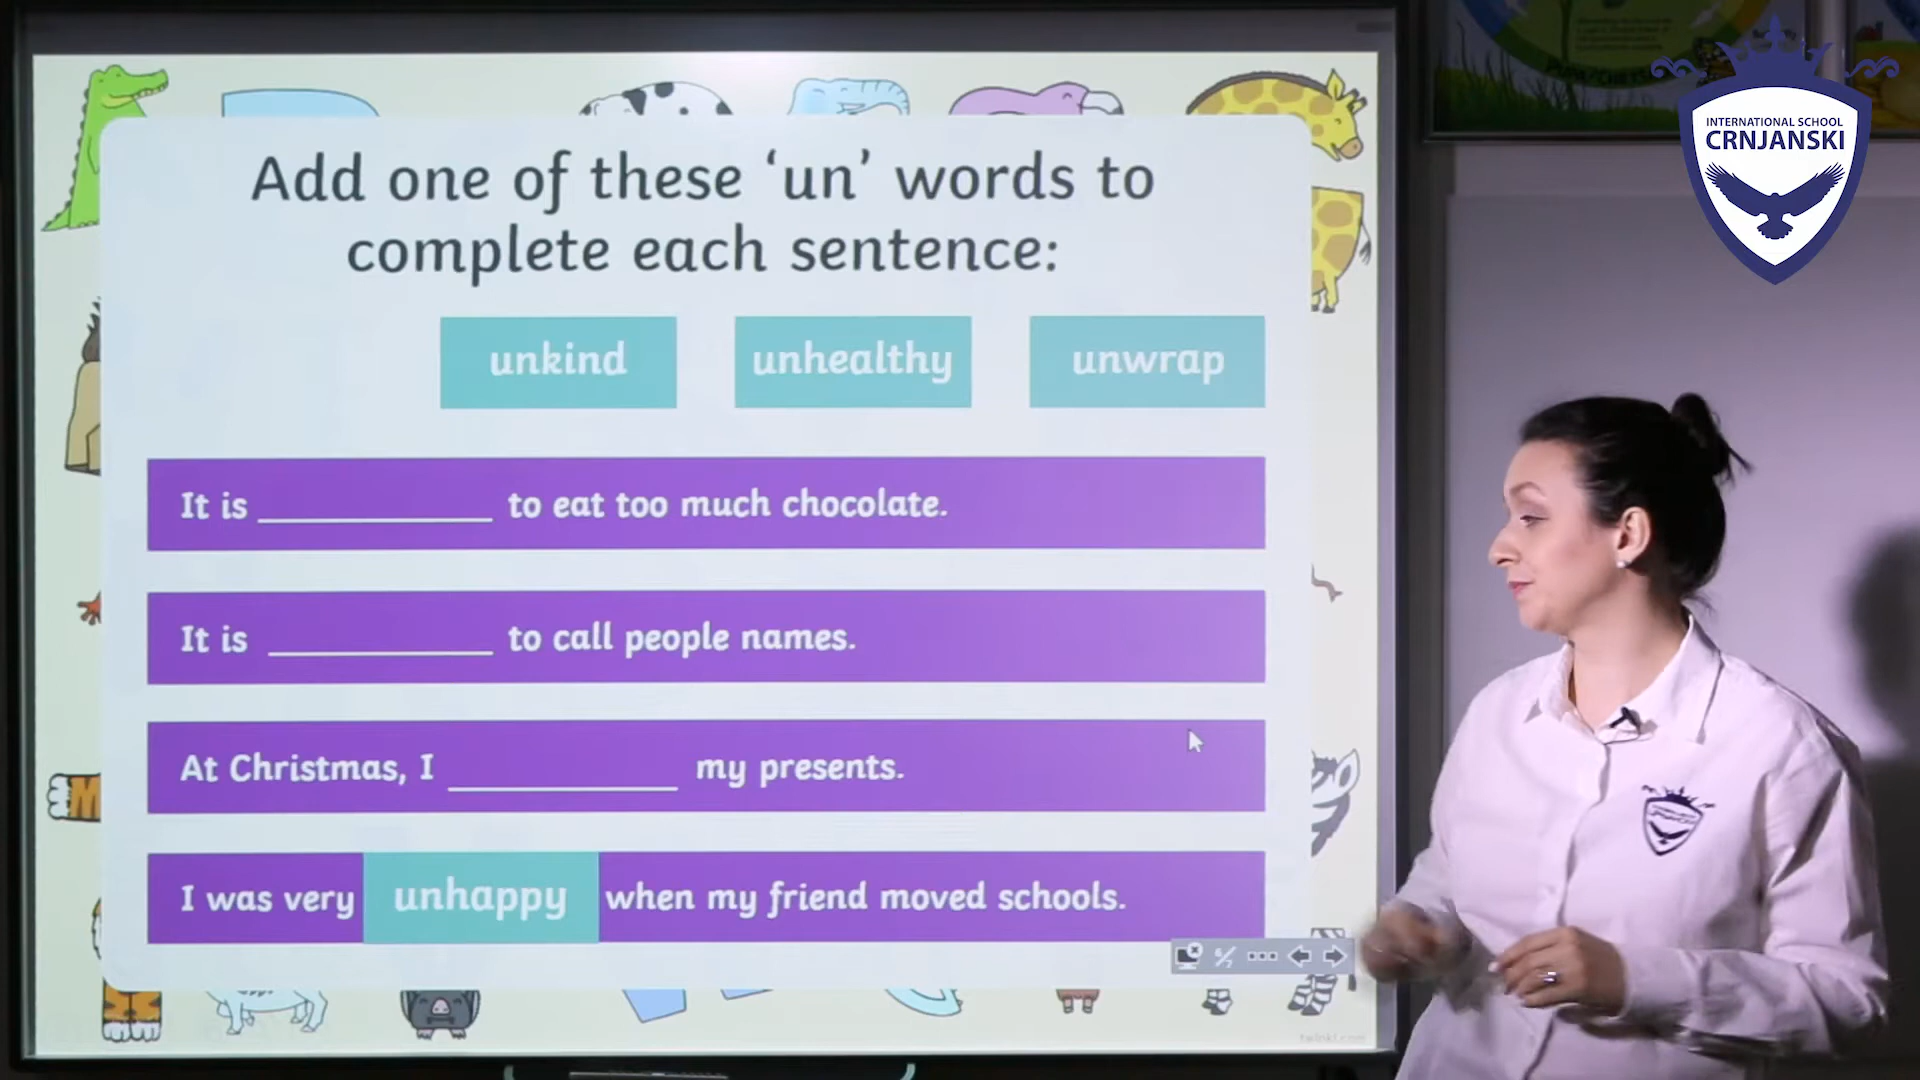 INTERNATIONAL SCHOOL
CRNJANSKI
Add one of these ‘un’ words to
complete each sentence:
unkind
unhealthy
unwrap
It is ____________ to eat too much chocolate.
It is ____________ to call people names.
At Christmas, I ____________ my presents.
I was very unhappy when my friend moved schools.
twinkl.com